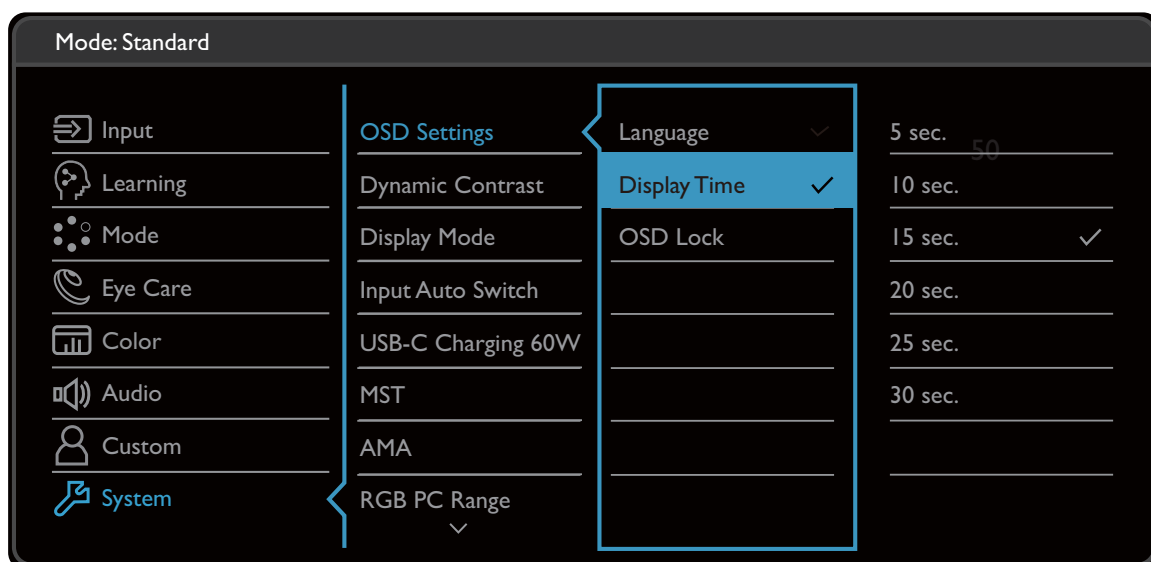 Mode: Standard
Input
Learning
Mode
Eye Care
Color
Audio
Custom
System
OSD Settings
Dynamic Contrast
Display Mode
Input Auto Switch
USB-C Charging 60W
MST
AMA
RGB PC Range
Language
Display Time
OSD Lock
5 sec.
50
10 sec.
15 sec.
20 sec.
25 sec.
30 sec.